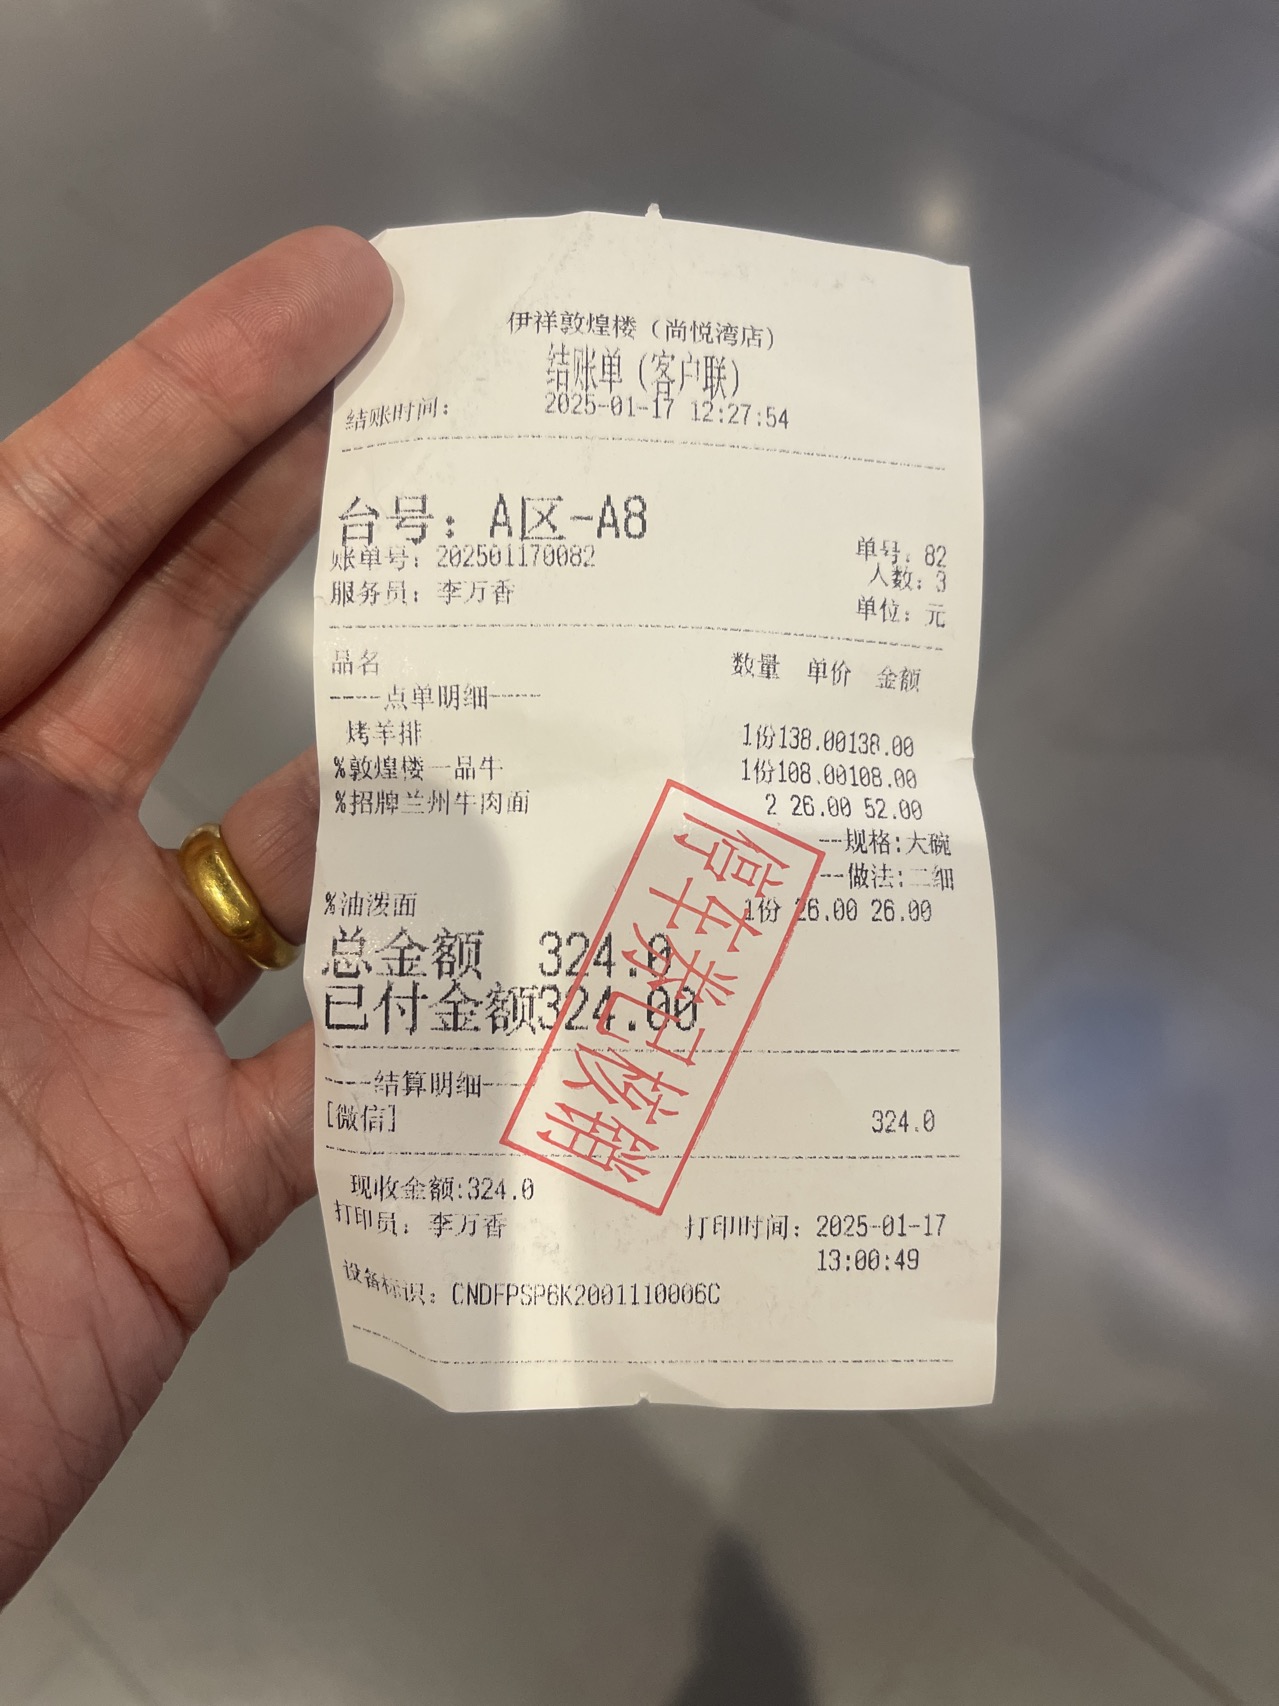 伊祥敦煌楼（尚悦湾店）
结账单（客户联）
结账时间： 2025-01-17 12:27:54
台号：A区-A8
账单号：202501170082 单号：82
人数：3
服务员：李万香 单位：元
品名 数量 单价 金额
----点单明细----
烤羊排 1份138.00138.00
%敦煌楼一品牛 1份108.00108.00
%招牌兰州牛肉面 2 26.00 52.00
--规格:大碗
--做法:二细
%油泼面 1份 26.00 26.00
总金额 324.0
已付金额324.00
----结算明细----
[微信] 324.0
现收金额:324.0
打印员：李万香 打印时间：2025-01-17
13:00:49
设备标识：CNDFPSP6K2001110006C
停车券已核销